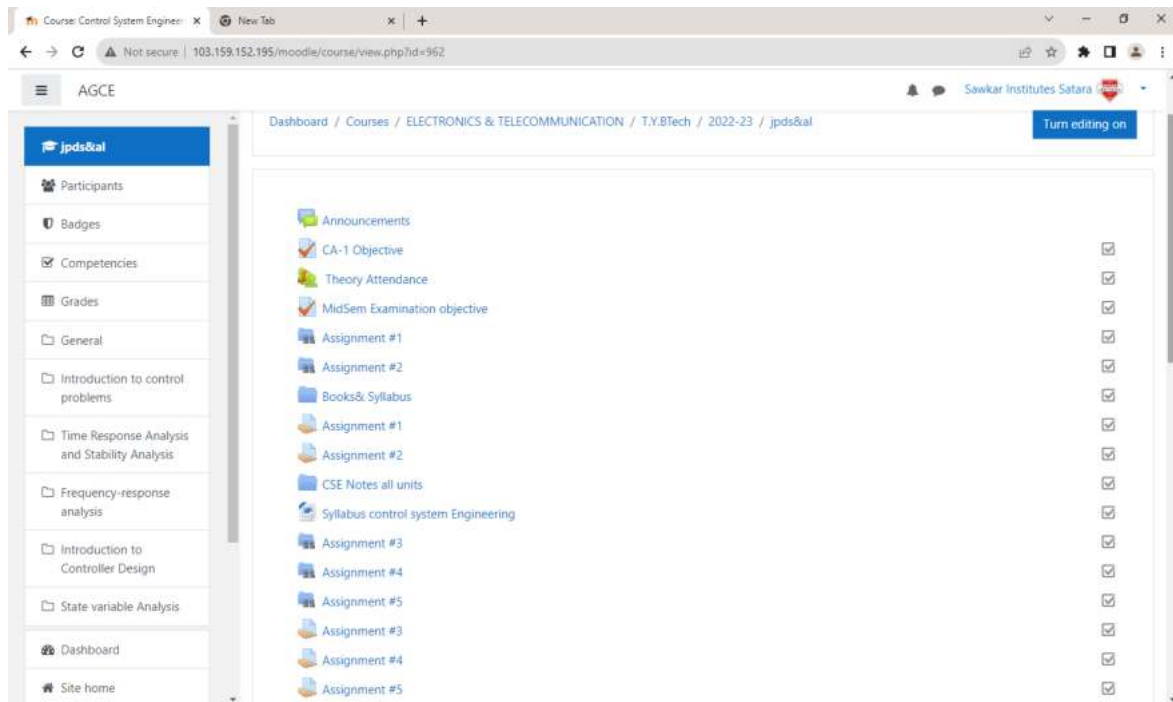 Course: Control System Engineer
New Tab
Not secure | 103.159.152.195/moodle/course/view.php?id=962
AGCE
Sawkar Institutes Satara
Dashboard / Courses / ELECTRONICS & TELECOMMUNICATION / T.Y.BTech / 2022-23 / jpds&al
Turn editing on
jpds&al
Participants
Badges
Competencies
Grades
General
Introduction to control
problems
Time Response Analysis
and Stability Analysis
Frequency-response
analysis
Introduction to
Controller Design
State variable Analysis
Dashboard
Site home
Announcements
CA-1 Objective
Theory Attendance
MidSem Examination objective
Assignment #1
Assignment #2
Books& Syllabus
Assignment #1
Assignment #2
CSE Notes all units
Syllabus control system Engineering
Assignment #3
Assignment #4
Assignment #5
Assignment #3
Assignment #4
Assignment #5